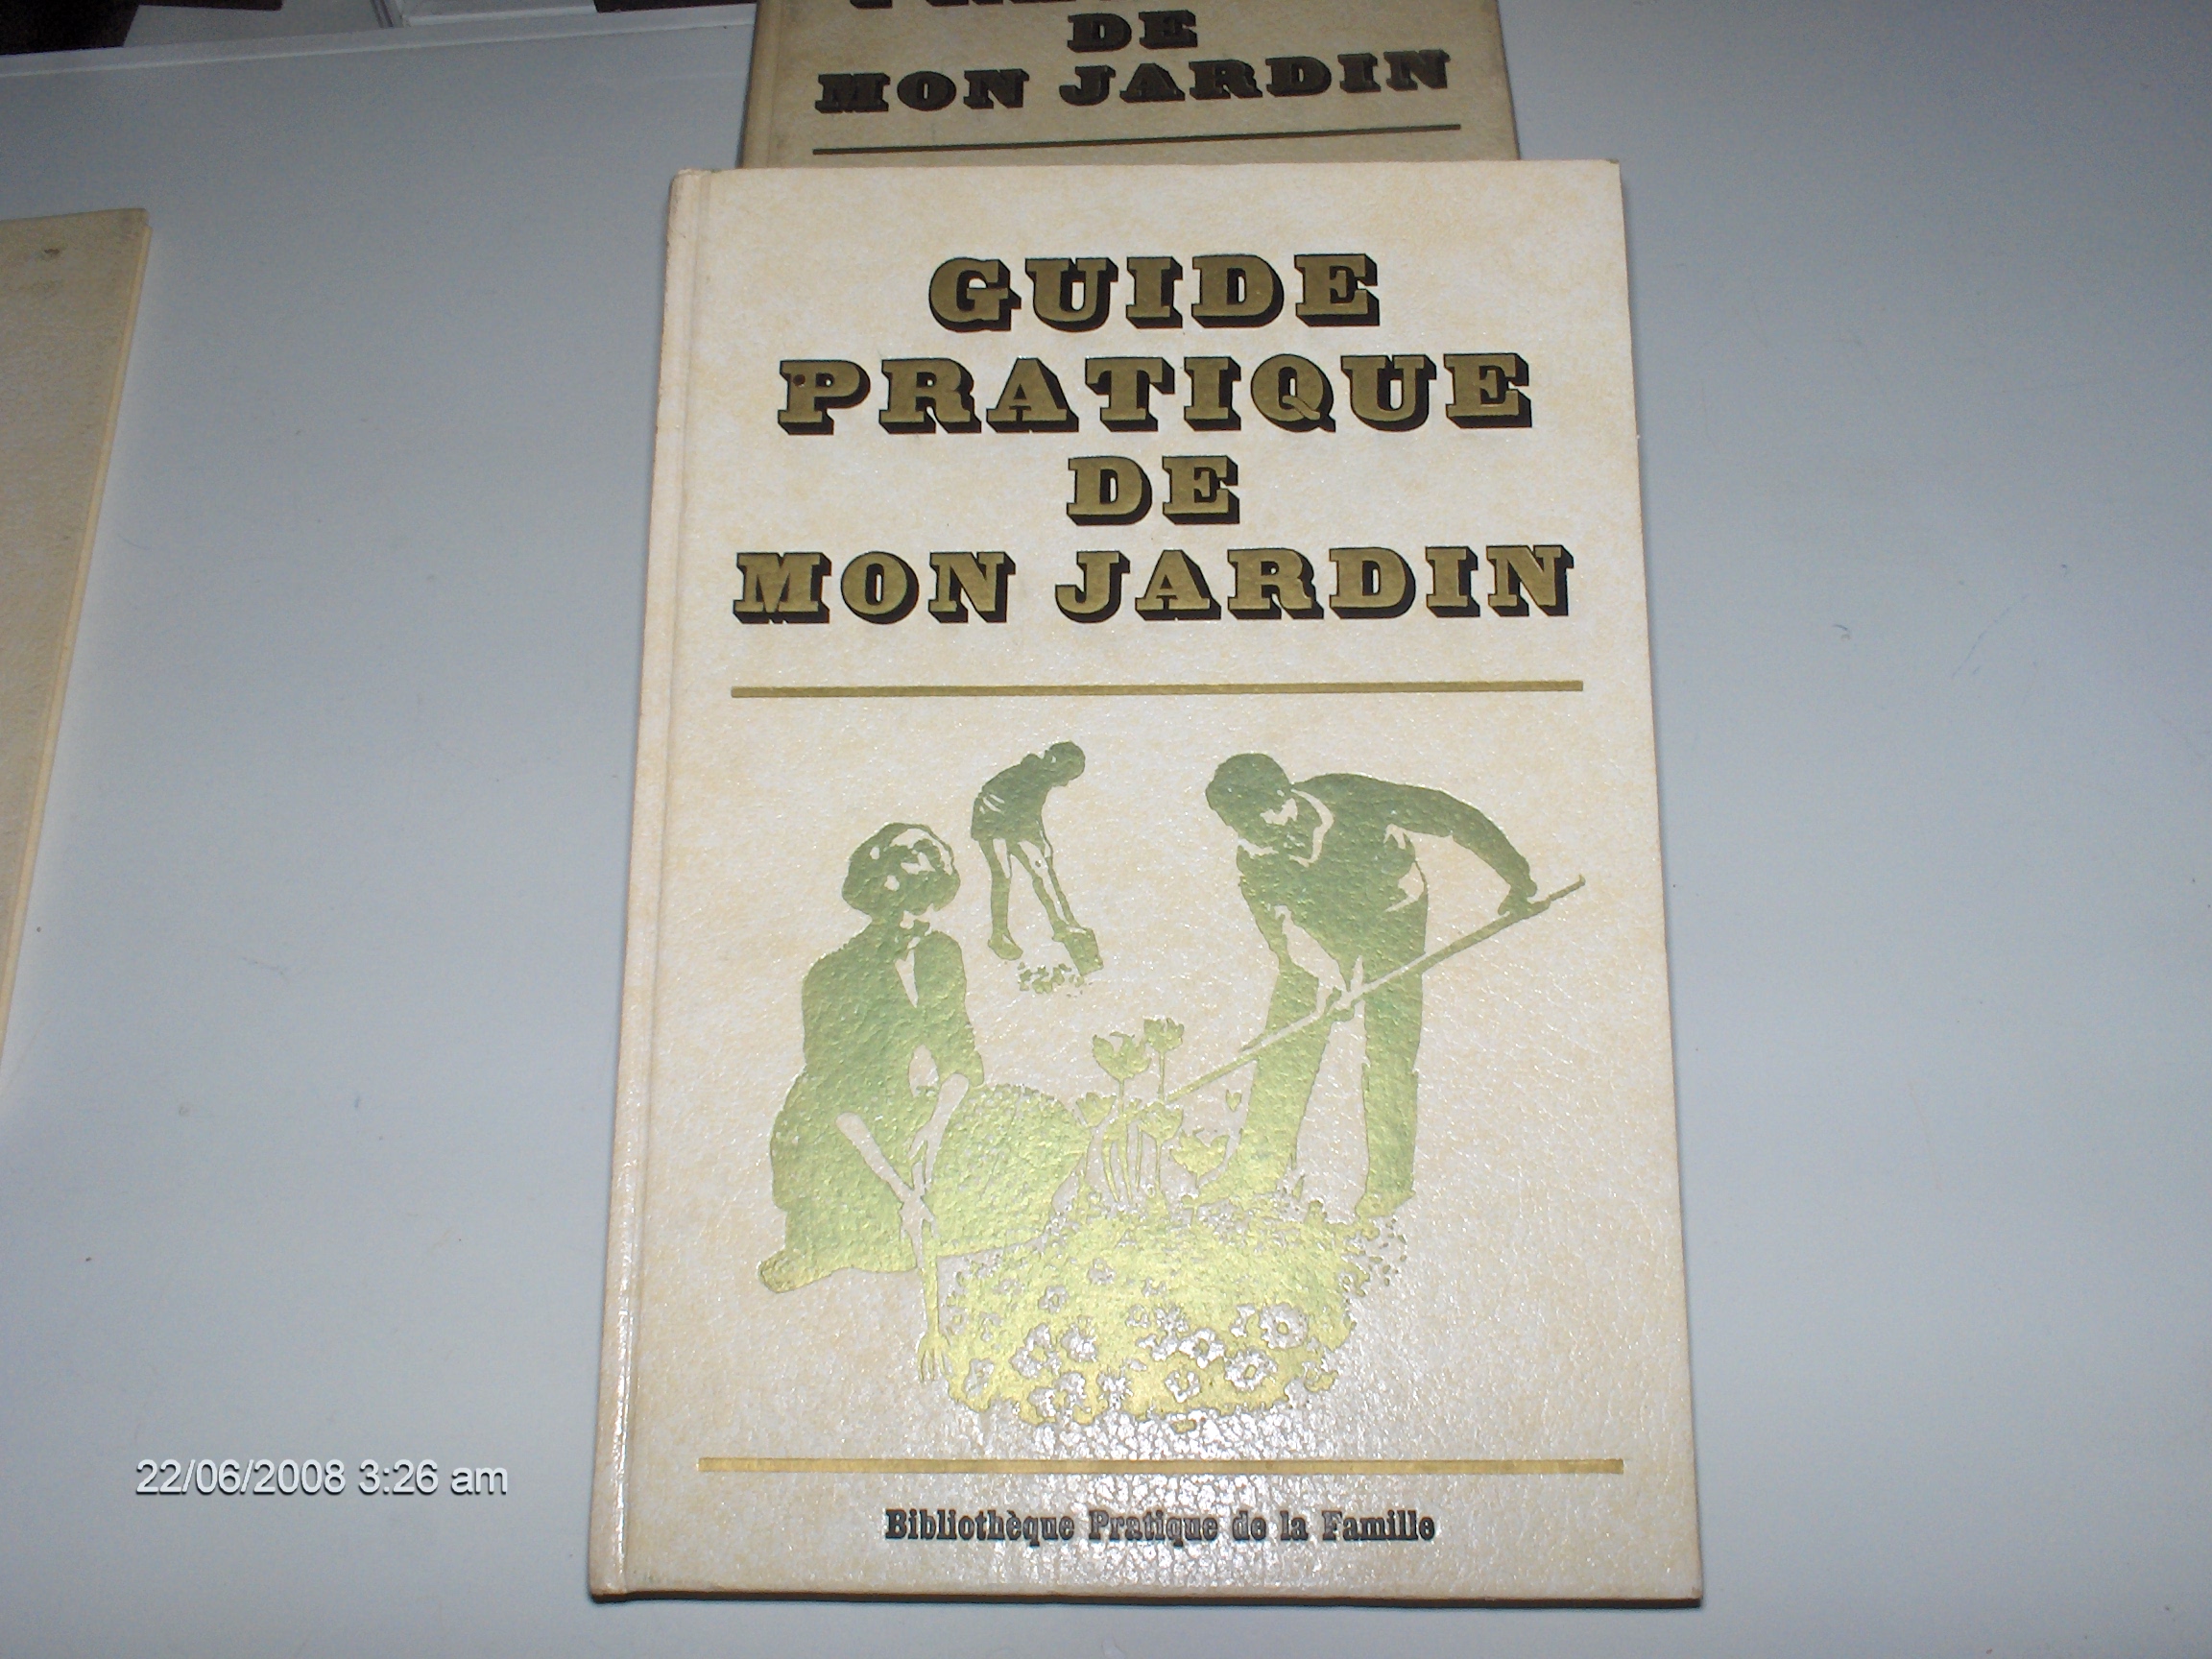 DE
MON JARDIN
GUIDE
PRATIQUE
DE
MON JARDIN
22/06/2008 3:26 am
Bibliothèque Pratique de la Famille